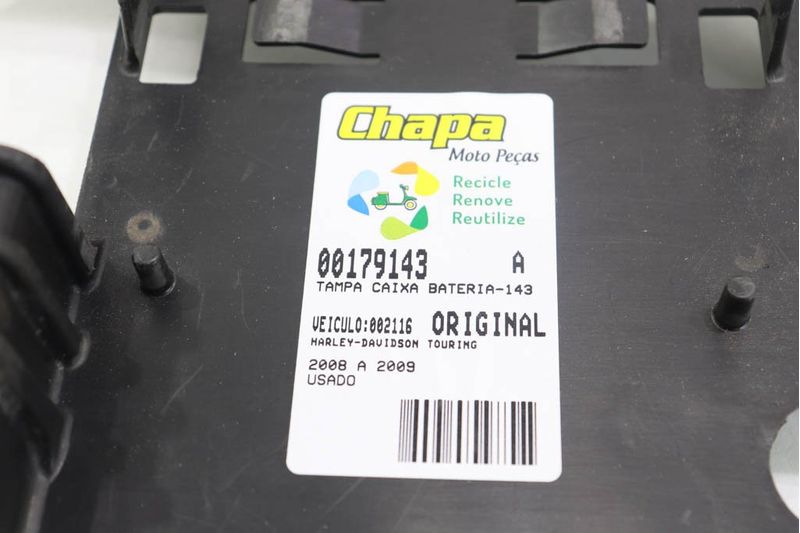 Chapa
Moto Peças
Recicle
Renove
Reutilize
00179143 A
TAMPA CAIXA BATERIA-143
VEICULO:002116 ORIGINAL
HARLEY-DAVIDSON TOURING
2008 A 2009
USADO